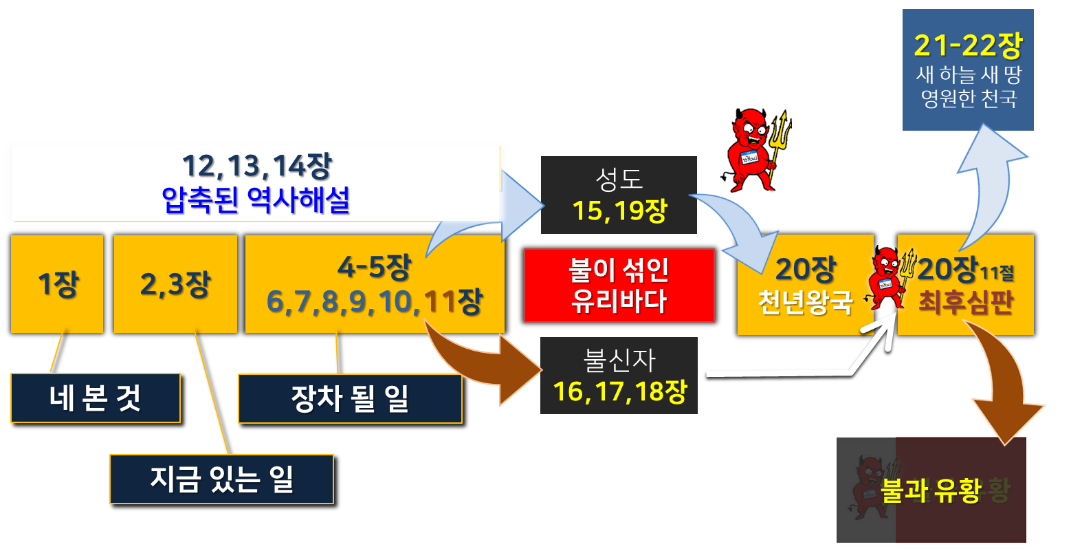 21-22장
새 하늘 새 땅
영원한 천국
12,13,14장
압축된 역사해설
성도
15,19장
1장
2,3장
4-5장
6,7,8,9,10,11장
불이 섞인
유리바다
20장
천년왕국
20장11절
최후심판
불신자
16,17,18장
네 본 것
장차 될 일
지금 있는 일
불과 유황